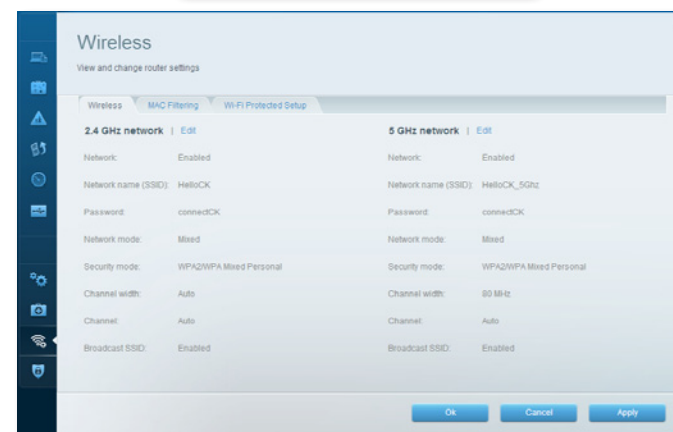 Wireless
View and change router settings
Wireless MAC Filtering Wi-Fi Protected Setup
2.4 GHz network | Edit
Network: Enabled
Network name (SSID): HelloCK
Password: connectCK
Network mode: Mixed
Security mode: WPA2/WPA Mixed Personal
Channel width: Auto
Channel: Auto
Broadcast SSID: Enabled
5 GHz network | Edit
Network: Enabled
Network name (SSID): HelloCK_5Ghz
Password: connectCK
Network mode: Mixed
Security mode: WPA2/WPA Mixed Personal
Channel width: 80 MHz
Channel: Auto
Broadcast SSID: Enabled
Ok Cancel Apply